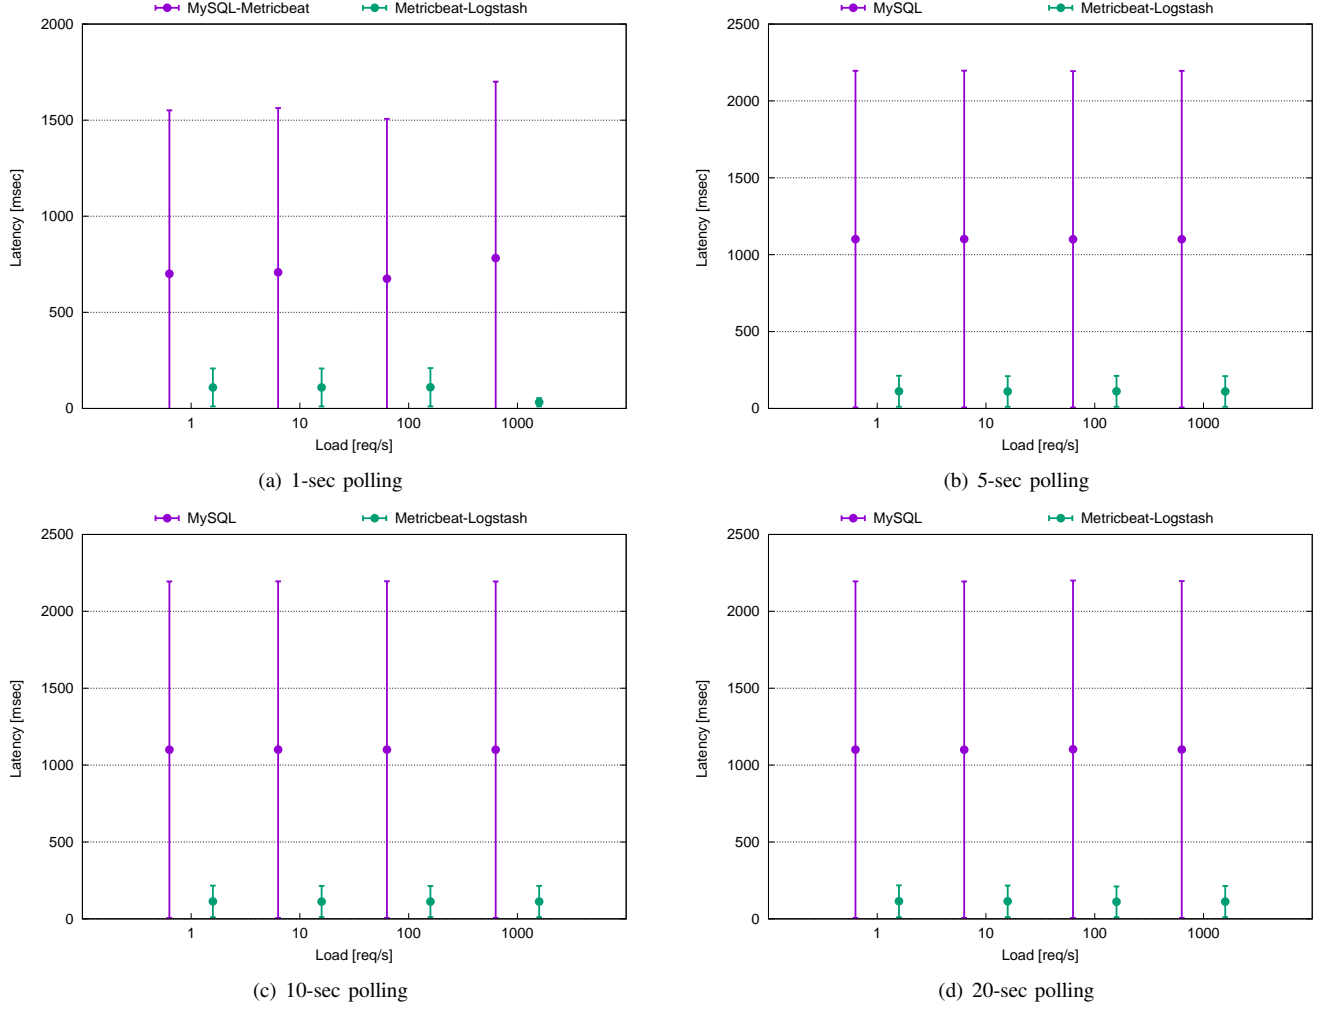 MySQL-Metricbeat Metricbeat-Logstash
2000
1500
1000
500
0
Latency [msec]
1 10 100 1000
Load [req/s]
(a) 1-sec polling
MySQL Metricbeat-Logstash
2500
2000
1500
1000
500
0
Latency [msec]
1 10 100 1000
Load [req/s]
(b) 5-sec polling
MySQL Metricbeat-Logstash
2500
2000
1500
1000
500
0
Latency [msec]
1 10 100 1000
Load [req/s]
(c) 10-sec polling
MySQL Metricbeat-Logstash
2500
2000
1500
1000
500
0
Latency [msec]
1 10 100 1000
Load [req/s]
(d) 20-sec polling